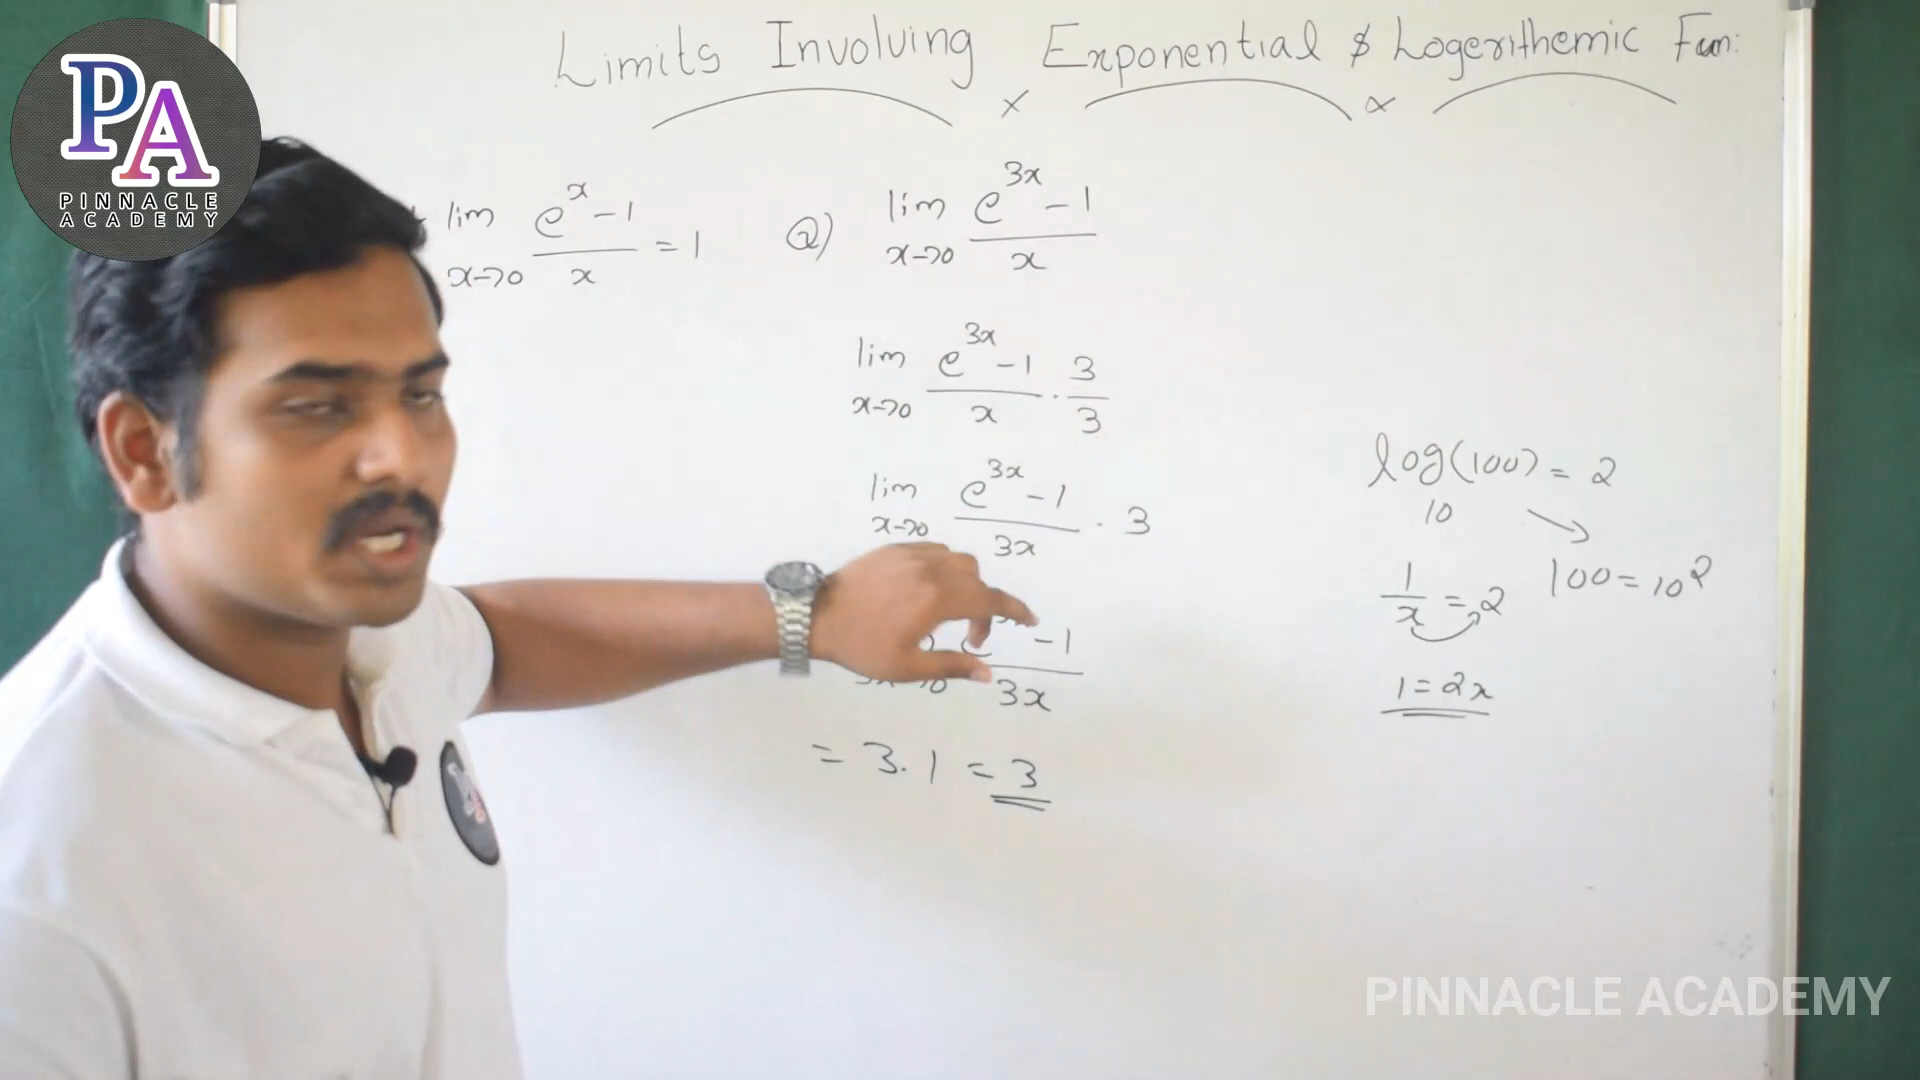 PA
PINNACLE
ACADEMY
Limits Involving Exponential & Logerithemic Fun:
lim x→0 e^x - 1 / x = 1
Q) lim x→0 e^3x - 1 / x
lim x→0 e^3x - 1 / x . 3 / 3
lim x→0 e^3x - 1 / 3x . 3
- 1 / 3x
= 3.1 = 3
log 10 (100) = 2
100 = 10^2
1 / x = 2
1 = 2x
PINNACLE ACADEMY